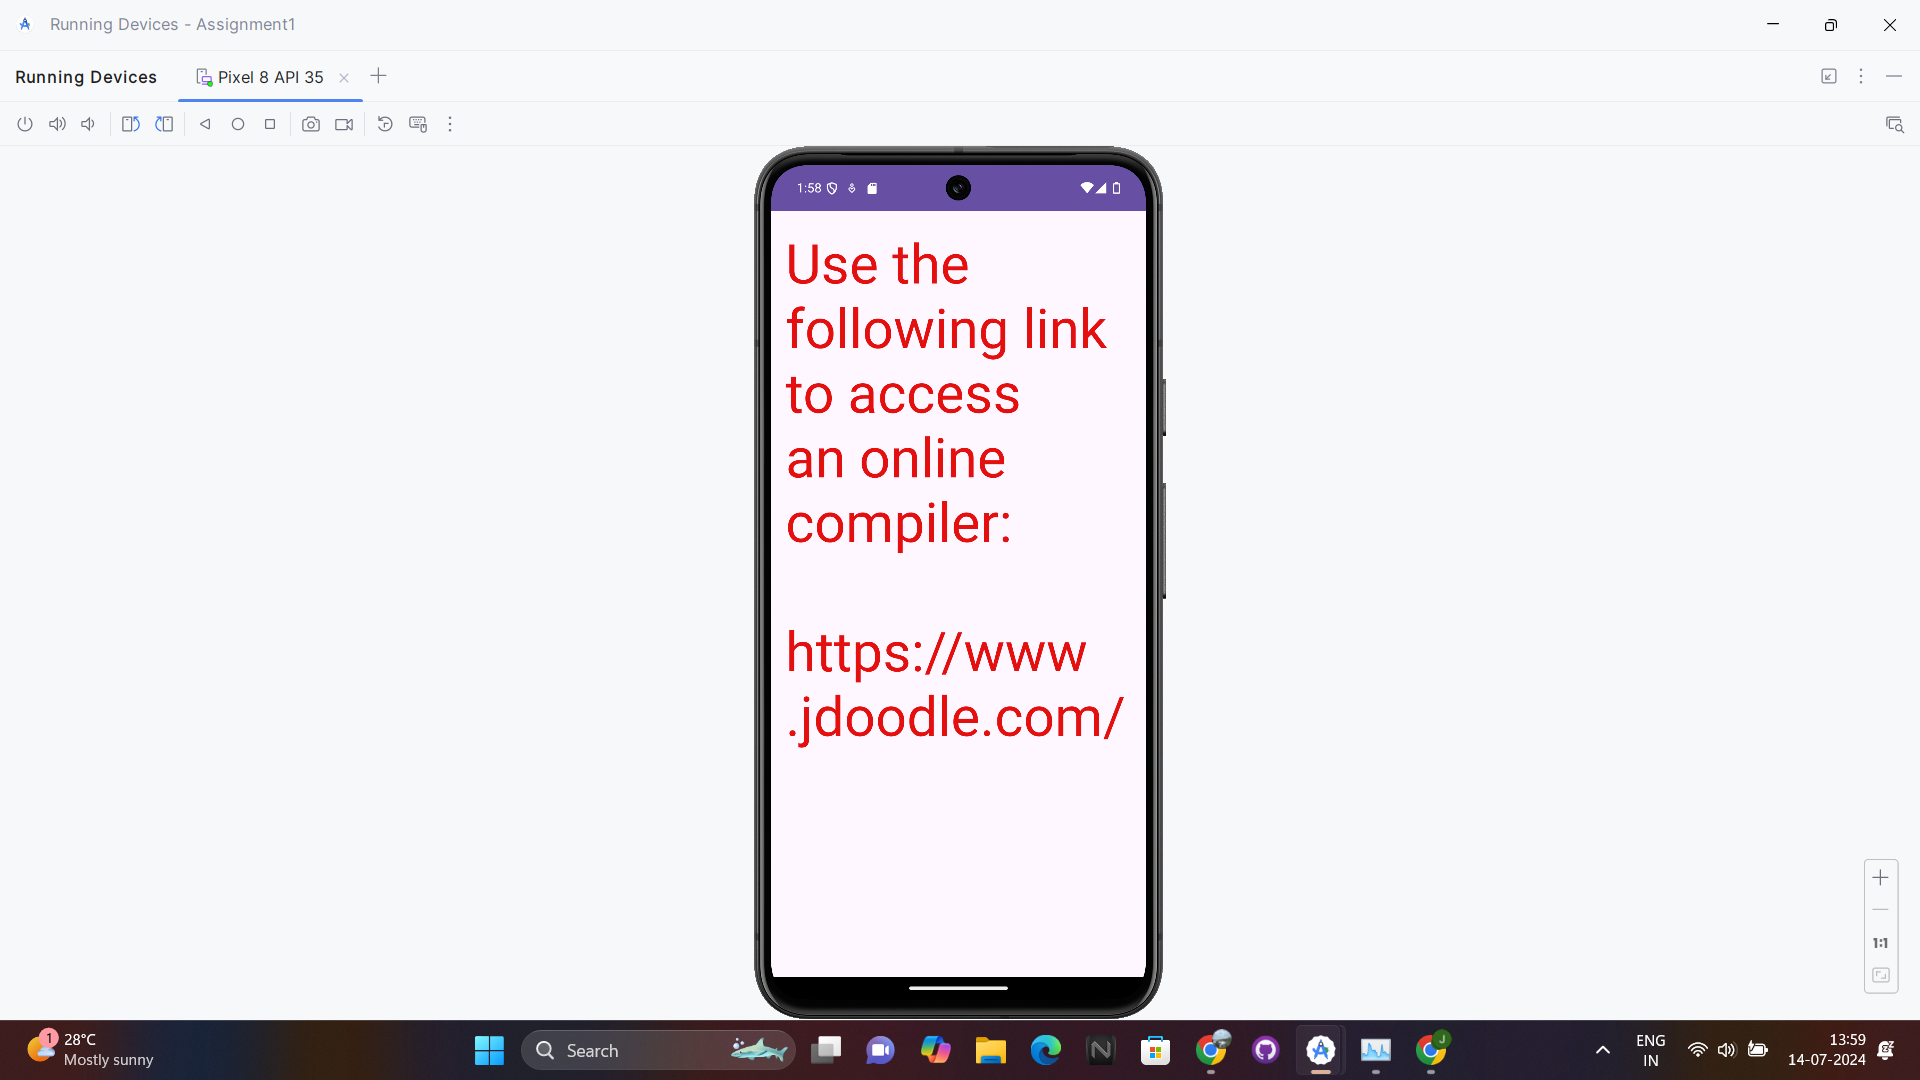 Running Devices - Assignment1
Running Devices
Pixel 8 API 35
1:58
Use the
following link
to access
an online
compiler:
https://www
.jdoodle.com/
1:1
1
28°C
Mostly sunny
Search
N
J
ENG
IN
13:59
14-07-2024